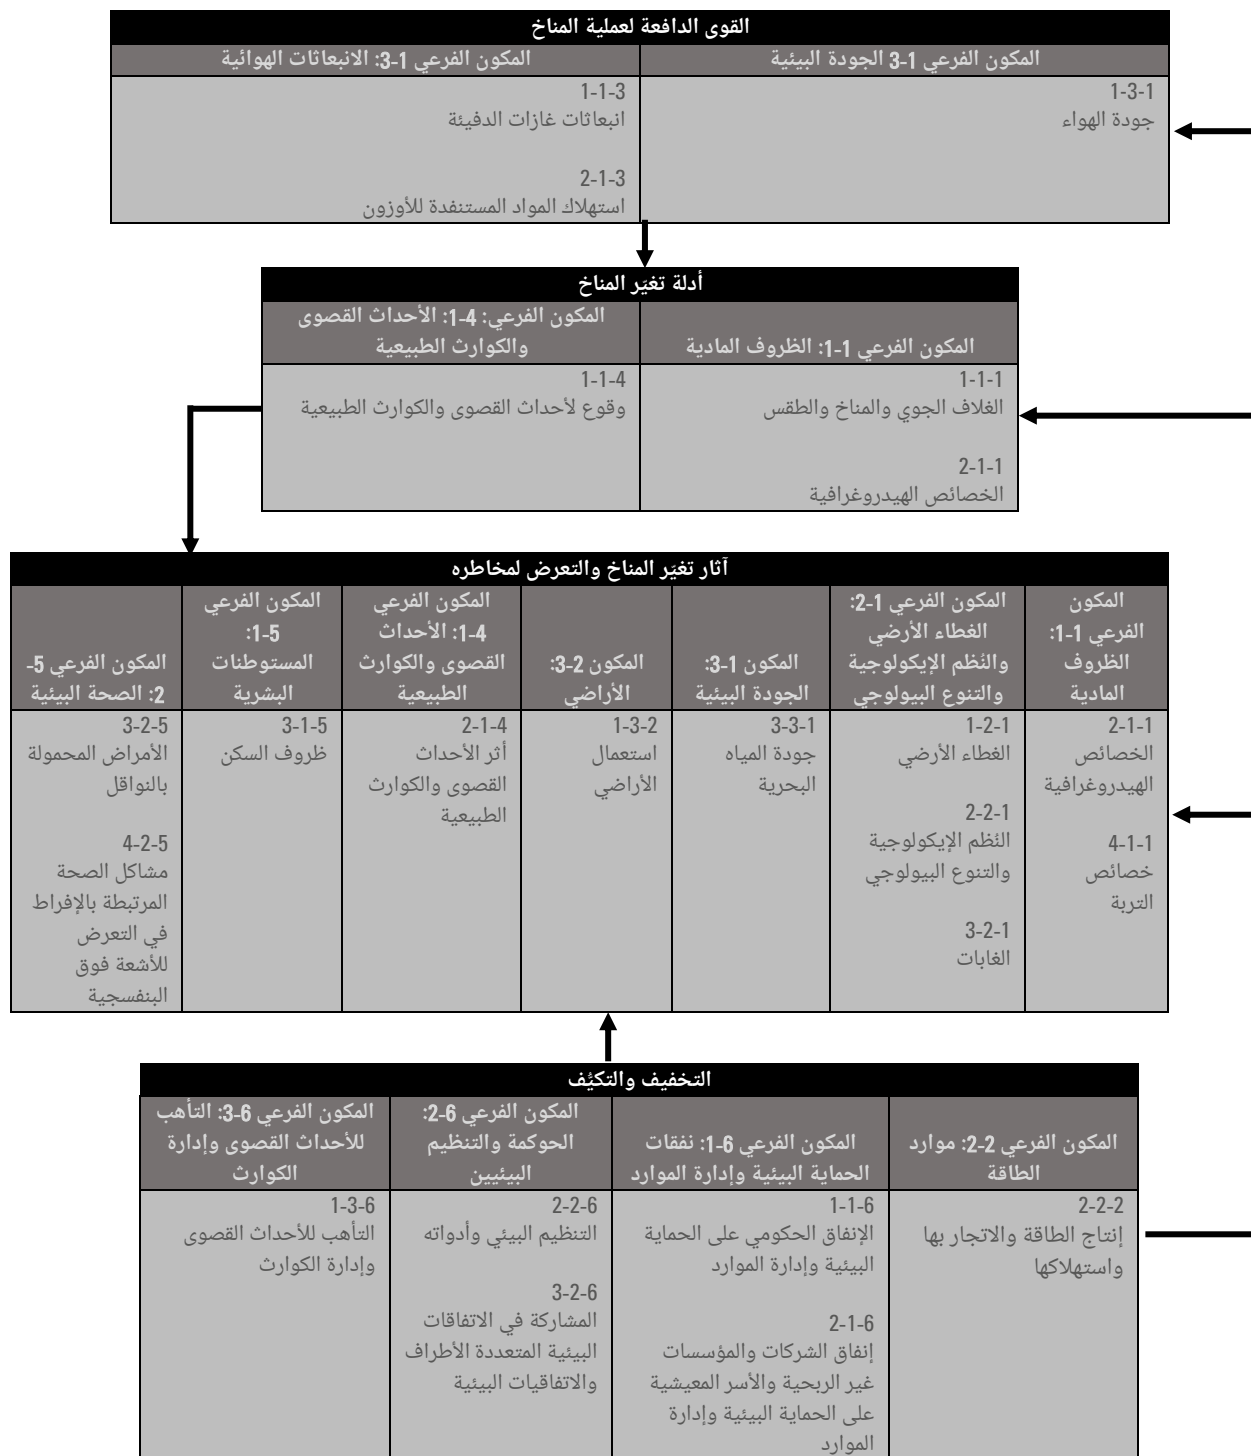 القوى الدافعة لعملية المناخ
المكون الفرعي 1-3 الجودة البيئية
1-3-1
جودة الهواء
المكون الفرعي 1-3: الانبعاثات الهوائية
1-1-3
انبعاثات غازات الدفيئة
2-1-3
استهلاك المواد المستنفدة للأوزون
أدلة تغيّر المناخ
المكون الفرعي 1-1: الظروف المادية
1-1-1
الغلاف الجوي والمناخ والطقس
2-1-1
الخصائص الهيدروغرافية
المكون الفرعي: 4-1: الأحداث القصوى
والكوارث الطبيعية
1-1-4
وقوع لأحداث القصوى والكوارث الطبيعية
آثار تغيّر المناخ والتعرض لمخاطره
المكون
الفرعي 1-1:
الظروف
المادية
2-1-1
الخصائص
الهيدروغرافية
4-1-1
خصائص
التربة
المكون الفرعي 1-2:
الغطاء الأرضي
والنُظم الإيكولوجية
والتنوع البيولوجي
1-2-1
الغطاء الأرضي
2-2-1
النُظم الإيكولوجية
والتنوع البيولوجي
3-2-1
الغابات
المكون 1-3:
الجودة البيئية
3-3-1
جودة المياه
البحرية
المكون 2-3:
الأراضي
1-3-2
استعمال
الأراضي
المكون الفرعي
4-1: الأحداث
القصوى والكوارث
الطبيعية
2-1-4
أثر الأحداث
القصوى والكوارث
الطبيعية
المكون الفرعي
5-1:
المستوطنات
البشرية
3-1-5
ظروف السكن
المكون الفرعي 5-
2: الصحة البيئية
3-2-5
الأمراض المحمولة
بالنواقل
4-2-5
مشاكل الصحة
المرتبطة بالإفراط
في التعرض
للأشعة فوق
البنفسجية
التخفيف والتكيُّف
المكون الفرعي 2-2: موارد
الطاقة
2-2-2
إنتاج الطاقة والاتجار بها
واستهلاكها
المكون الفرعي 6-1: نفقات
الحماية البيئية وإدارة الموارد
1-1-6
الإنفاق الحكومي على الحماية
البيئية وإدارة الموارد
2-1-6
إنفاق الشركات والمؤسسات
غير الربحية والأسر المعيشية
على الحماية البيئية وإدارة
الموارد
المكون الفرعي 6-2:
الحوكمة والتنظيم
البيئيين
2-2-6
التنظيم البيئي وأدواته
3-2-6
المشاركة في الاتفاقات
البيئية المتعددة الأطراف
والاتفاقيات البيئية
المكون الفرعي 6-3: التأهب
للأحداث القصوى وإدارة
الكوارث
1-3-6
التأهب للأحداث القصوى
وإدارة الكوارث